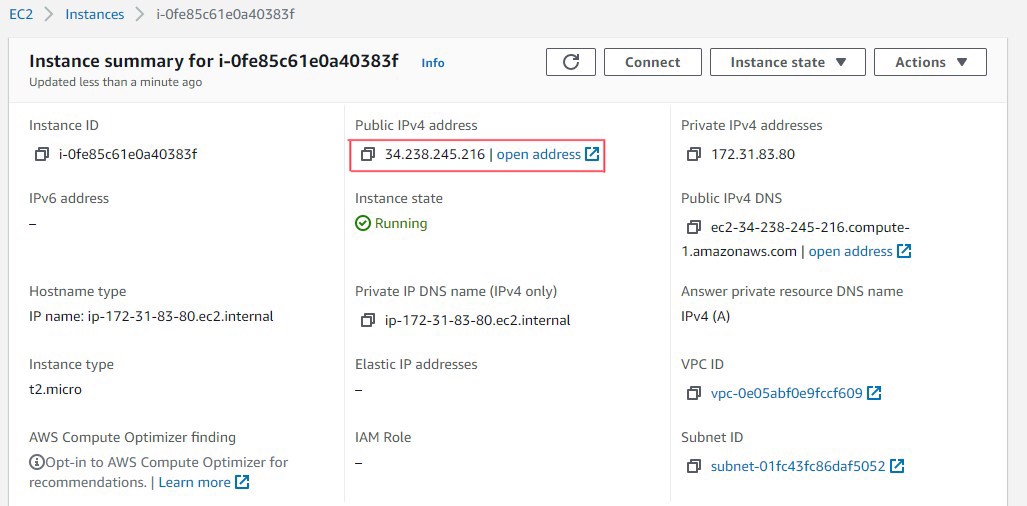 EC2 > Instances > i-0fe85c61e0a40383f
Instance summary for i-0fe85c61e0a40383f Info
Updated less than a minute ago
Connect
Instance state
Actions
Instance ID
i-0fe85c61e0a40383f
Public IPv4 address
34.238.245.216 | open address
Private IPv4 addresses
172.31.83.80
IPv6 address
–
Instance state
Running
Public IPv4 DNS
ec2-34-238-245-216.compute-
1.amazonaws.com | open address
Hostname type
IP name: ip-172-31-83-80.ec2.internal
Private IP DNS name (IPv4 only)
ip-172-31-83-80.ec2.internal
Answer private resource DNS name
IPv4 (A)
Instance type
t2.micro
Elastic IP addresses
–
VPC ID
vpc-0e05abf0e9fccf609
AWS Compute Optimizer finding
Opt-in to AWS Compute Optimizer for
recommendations. | Learn more
IAM Role
–
Subnet ID
subnet-01fc43fc86daf5052